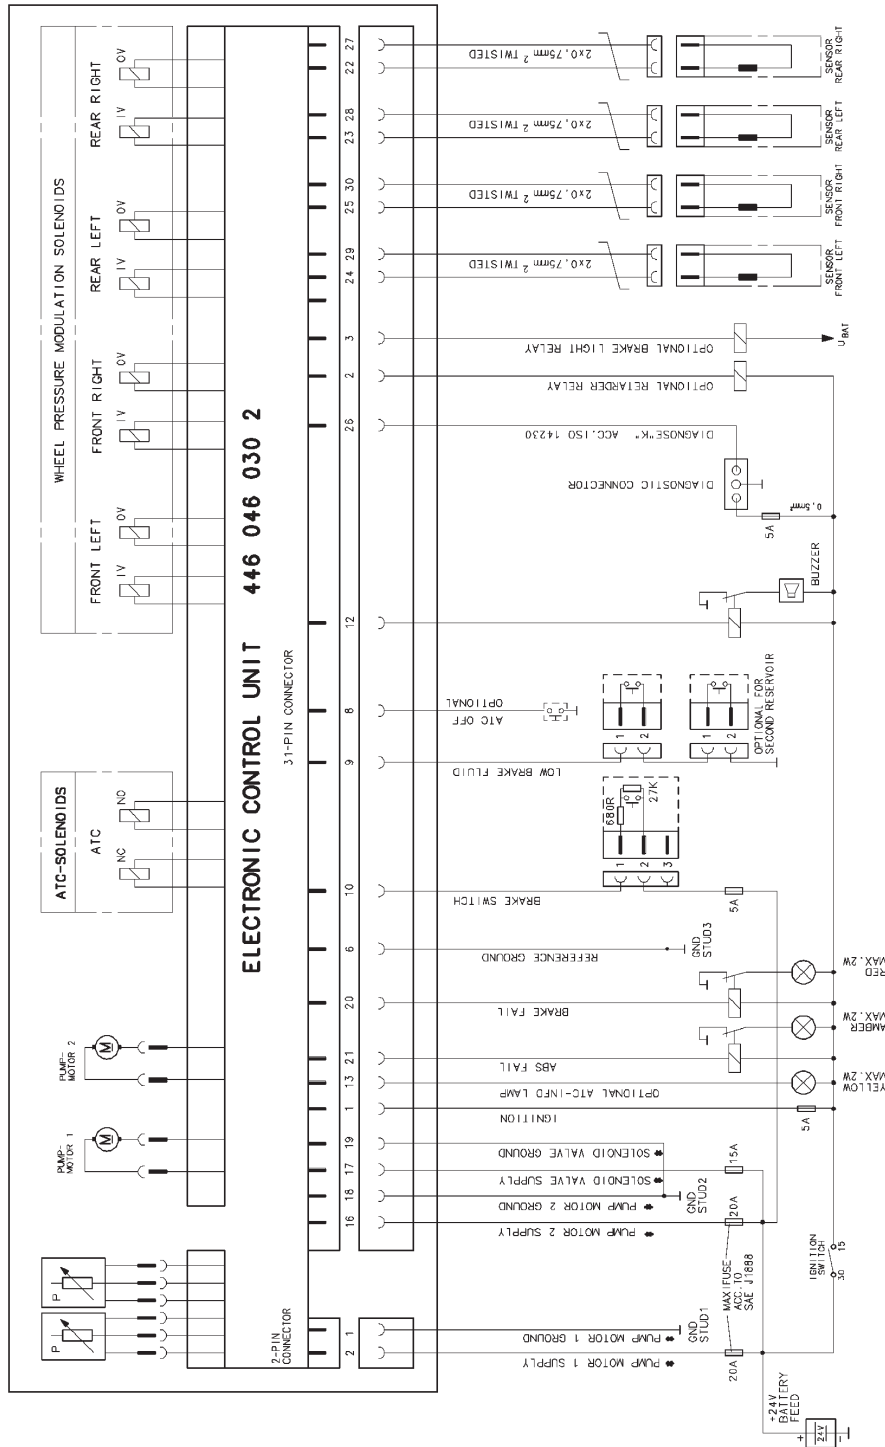 WHEEL PRESSURE MODULATION SOLENOIDS
REAR RIGHT
OV
IV
REAR LEFT
OV
IV
FRONT RIGHT
OV
IV
FRONT LEFT
OV
IV
ATC-SOLENOIDS
ATC
NO
NC
PUMP-
MOTOR 2
M
PUMP-
MOTOR 1
M
P
P
ELECTRONIC CONTROL UNIT 446 046 030 2
31-PIN CONNECTOR
2-PIN
CONNECTOR
27
22
28
23
30
25
29
24
3
2
26
12
8
9
10
6
20
21
13
1
19
17
18
16
1
2
2x0,75mm² TWISTED
2x0,75mm² TWISTED
2x0,75mm² TWISTED
2x0,75mm² TWISTED
SENSOR
REAR RIGHT
SENSOR
REAR LEFT
SENSOR
FRONT RIGHT
SENSOR
FRONT LEFT
OPTIONAL BRAKE LIGHT RELAY
UBAT
OPTIONAL RETARDER RELAY
DIAGNOSE"K" ACC.ISO 14230
DIAGNOSTIC CONNECTOR
0,5mm²
5A
BUZZER
ATC OFF
OPTIONAL
LOW BRAKE FLUID
1
2
1
2
OPTIONAL FOR
SECOND RESERVOIR
680R
27K
1
2
3
BRAKE SWITCH
5A
REFERENCE GROUND
GND
STUD3
BRAKE FAIL
RED
MAX.2W
ABS FAIL
AMBER
MAX.2W
OPTIONAL ATC-INFO LAMP
YELLOW
MAX.2W
IGNITION
5A
* SOLENOID VALVE GROUND
* SOLENOID VALVE SUPPLY
15A
* PUMP MOTOR 2 GROUND
GND
STUD2
* PUMP MOTOR 2 SUPPLY
20A
MAXIFUSE
ACC.TO
SAE J1888
IGNITION
SWITCH
15
30
* PUMP MOTOR 1 GROUND
GND
STUD1
* PUMP MOTOR 1 SUPPLY
20A
+24V
BATTERY
FEED
+
24V
-